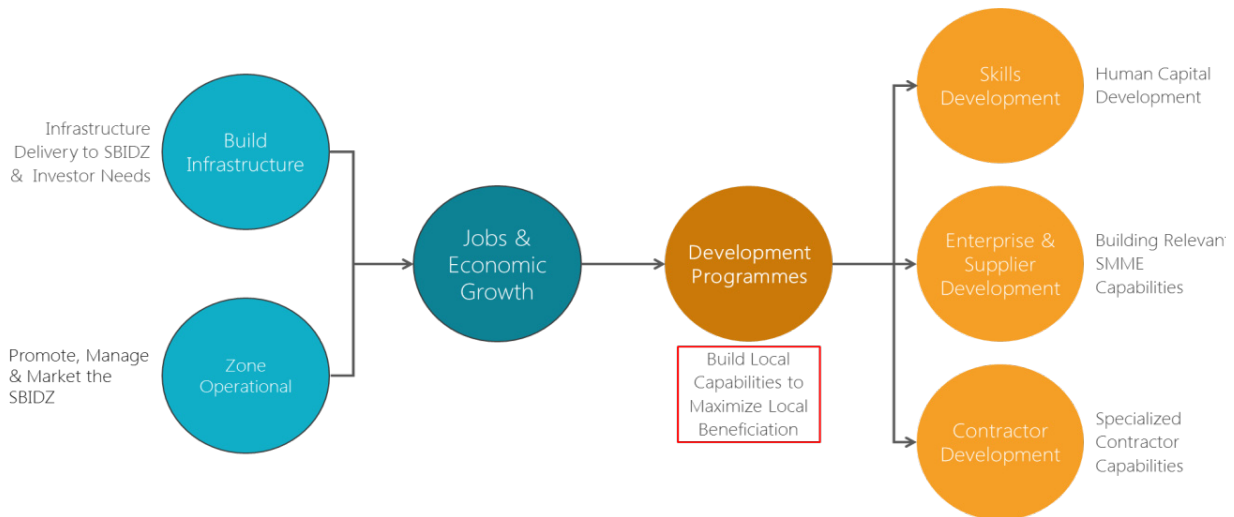 Infrastructure
Delivery to SBIDZ
& Investor Needs
Build
Infrastructure
Promote, Manage
& Market the
SBIDZ
Zone
Operational
Jobs &
Economic
Growth
Development
Programmes
Build Local
Capabilities to
Maximize Local
Beneficiation
Skills
Development
Human Capital
Development
Enterprise &
Supplier
Development
Building Relevant
SMME
Capabilities
Contractor
Development
Specialized
Contractor
Capabilities